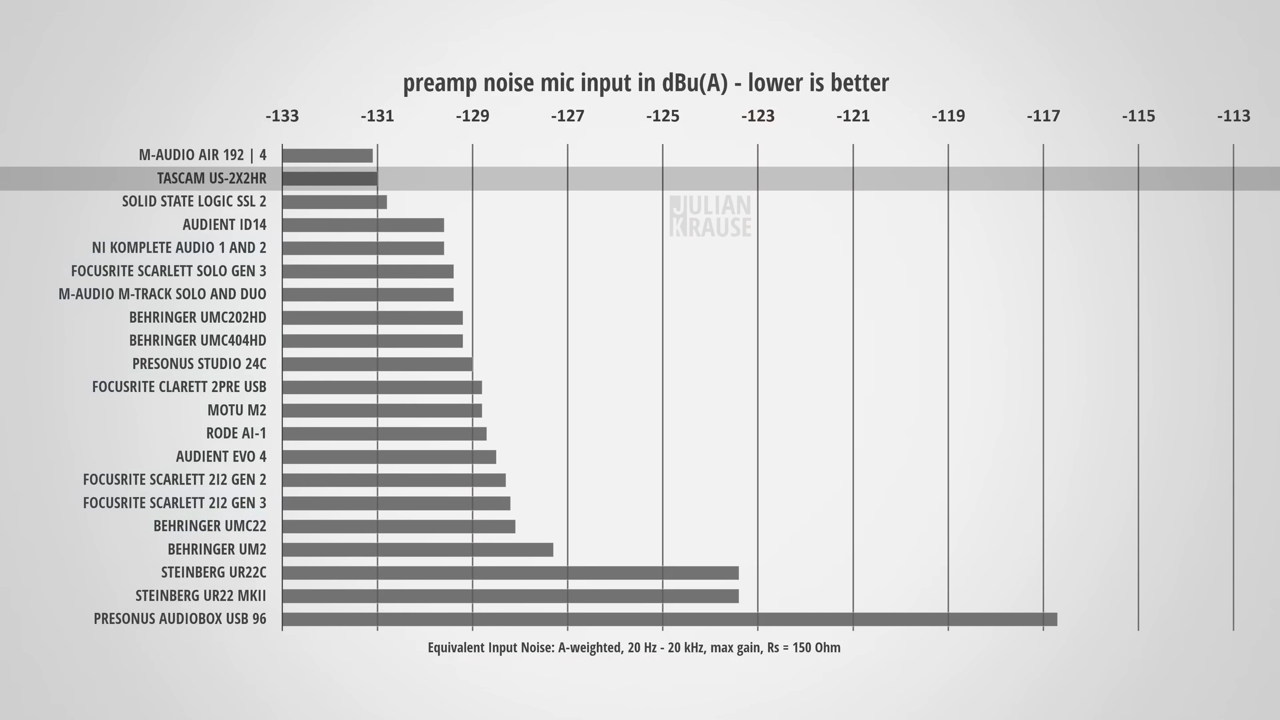 preamp noise mic input in dBu(A) - lower is better
-133 -131 -129 -127 -125 -123 -121 -119 -117 -115 -113
M-AUDIO AIR 192 | 4
TASCAM US-2X2HR
SOLID STATE LOGIC SSL 2
AUDIENT ID14
NI KOMPLETE AUDIO 1 AND 2
FOCUSRITE SCARLETT SOLO GEN 3
M-AUDIO M-TRACK SOLO AND DUO
BEHRINGER UMC202HD
BEHRINGER UMC404HD
PRESONUS STUDIO 24C
FOCUSRITE CLARETT 2PRE USB
MOTU M2
RODE AI-1
AUDIENT EVO 4
FOCUSRITE SCARLETT 2I2 GEN 2
FOCUSRITE SCARLETT 2I2 GEN 3
BEHRINGER UMC22
BEHRINGER UM2
STEINBERG UR22C
STEINBERG UR22 MKII
PRESONUS AUDIOBOX USB 96
JULIAN
KRAUSE
Equivalent Input Noise: A-weighted, 20 Hz - 20 kHz, max gain, Rs = 150 Ohm